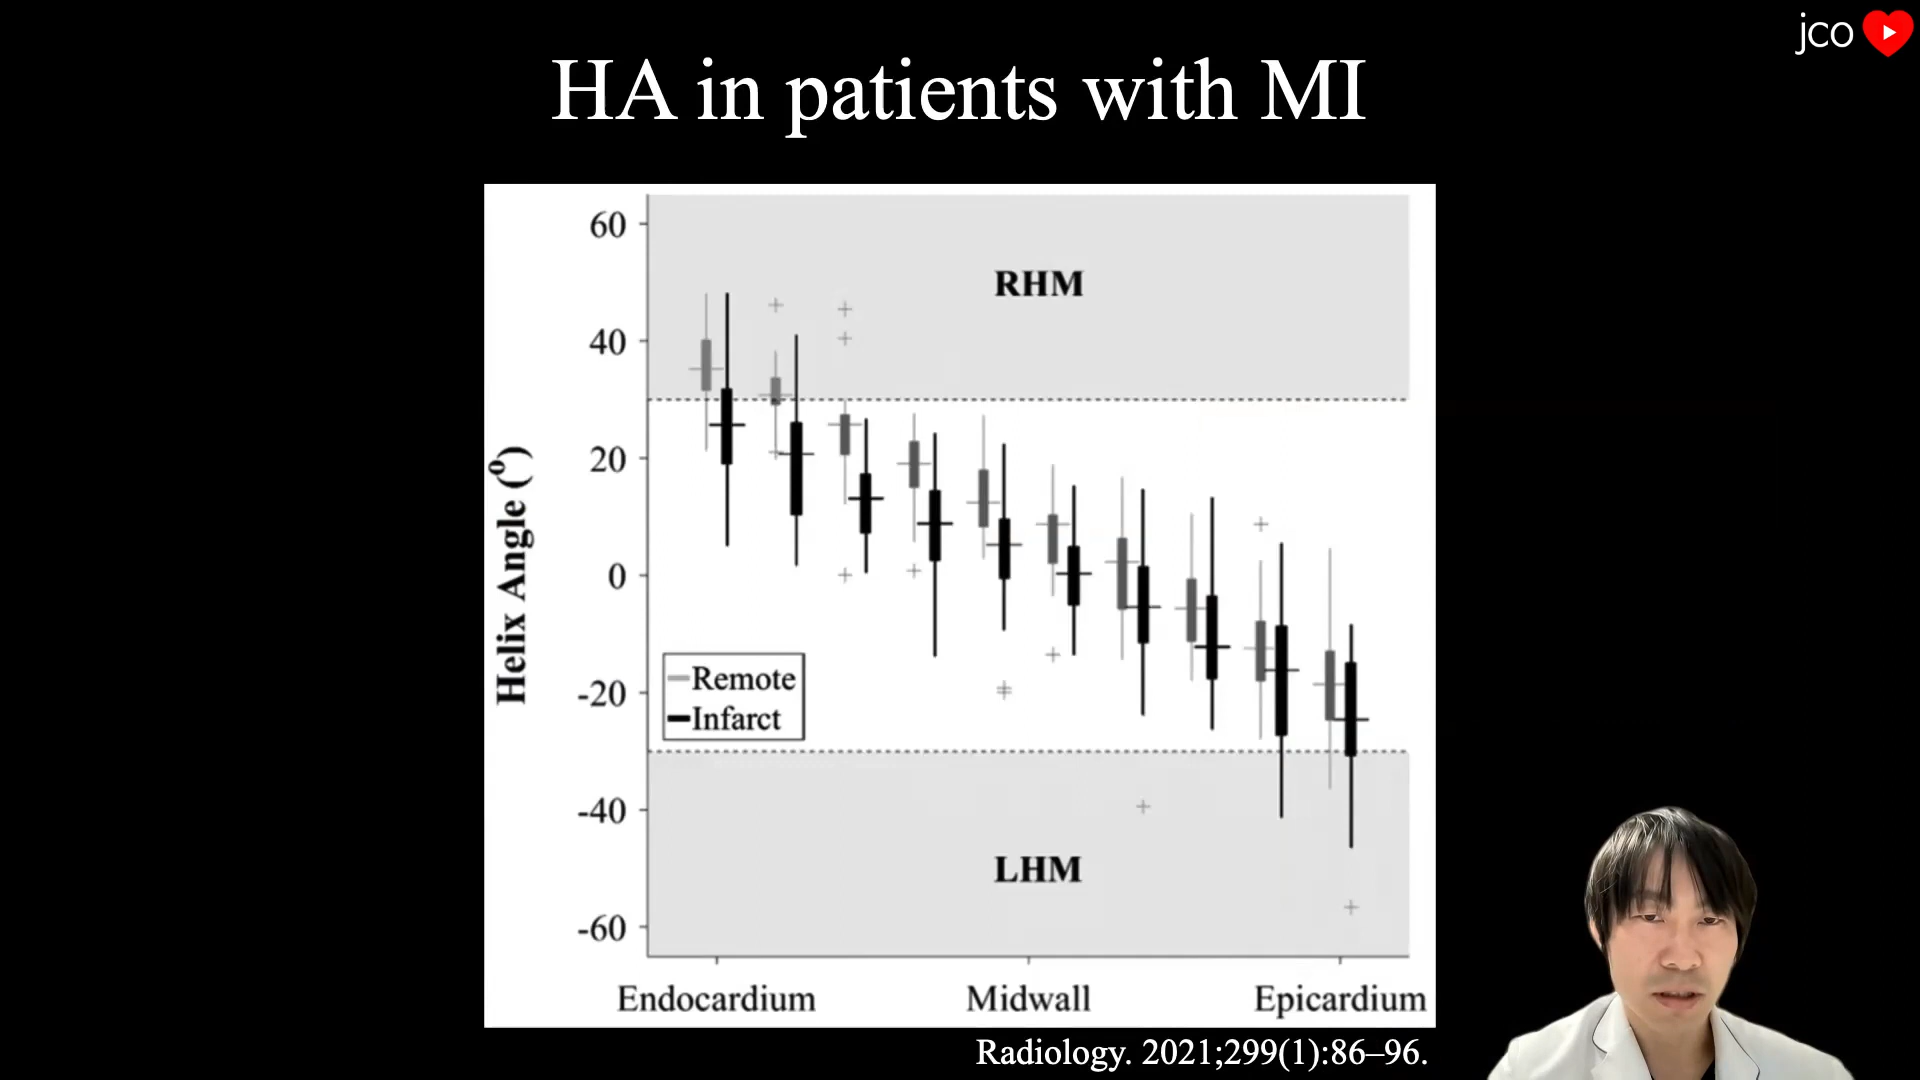 jco
HA in patients with MI
60
40
20
0
-20
-40
-60
Helix Angle (º)
RHM
LHM
Remote
Infarct
Endocardium Midwall Epicardium
Radiology. 2021;299(1):86–96.